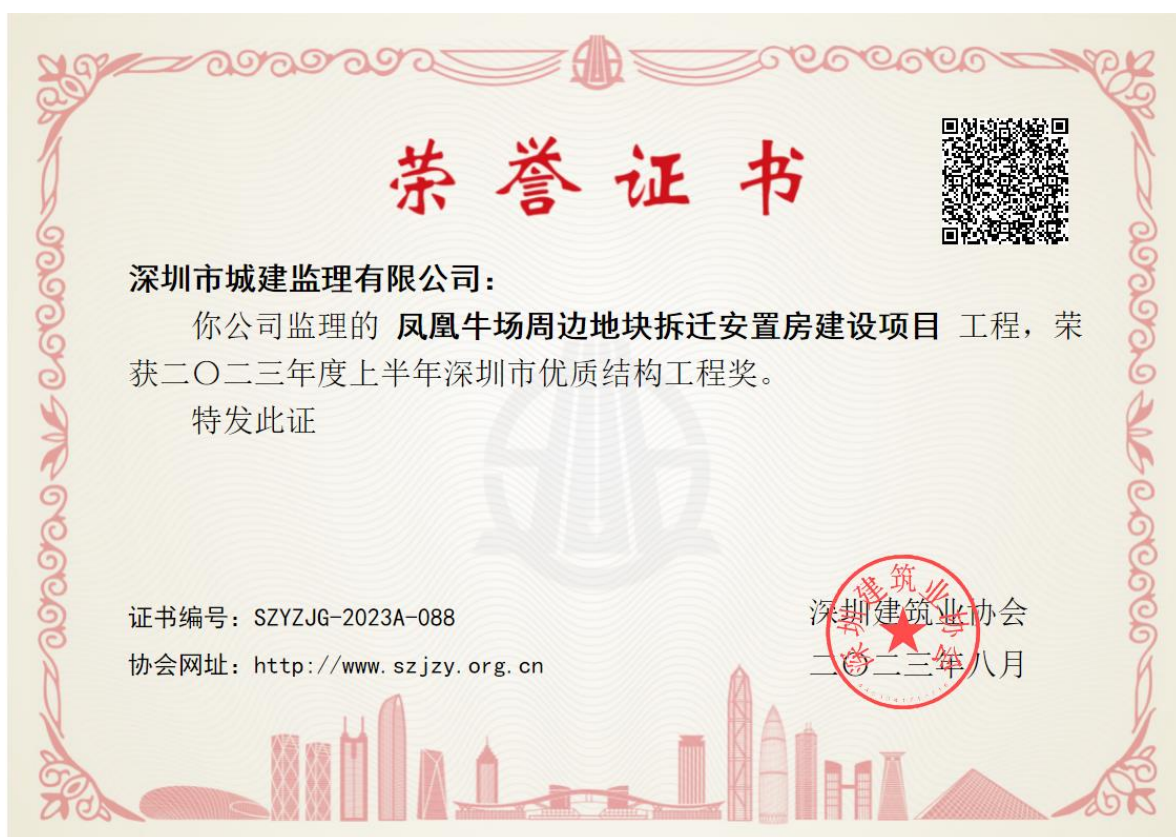 荣誉证书
深圳市城建监理有限公司：
你公司监理的 凤凰牛场周边地块拆迁安置房建设项目 工程，荣
获二〇二三年度上半年深圳市优质结构工程奖。
特发此证
证书编号：SZYZJG-2023A-088
协会网址：http://www.szjzy.org.cn
深圳建筑业协会
二〇二三年八月
深圳建筑业协会